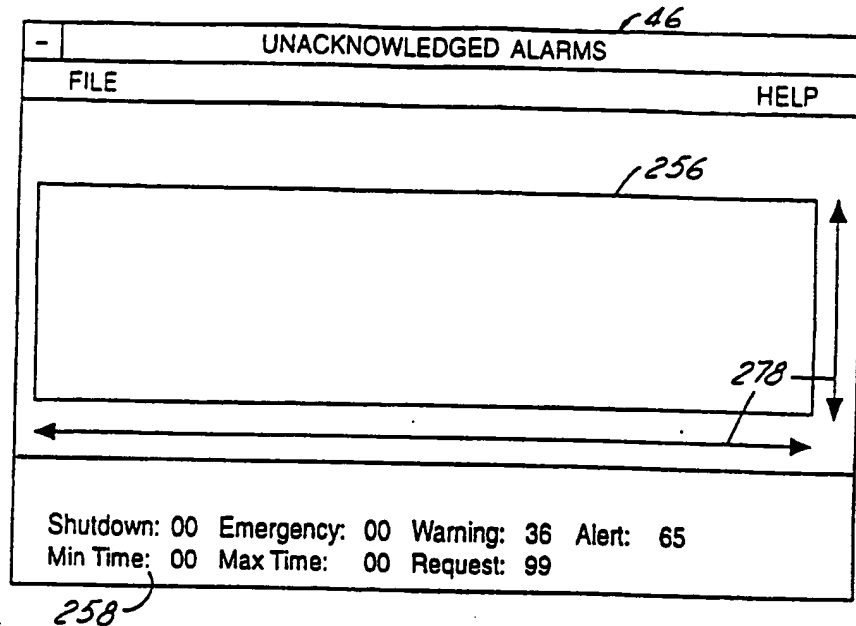 46
- UNACKNOWLEDGED ALARMS
FILE HELP
256
278
Shutdown: 00 Emergency: 00 Warning: 36 Alert: 65
Min Time: 00 Max Time: 00 Request: 99
258